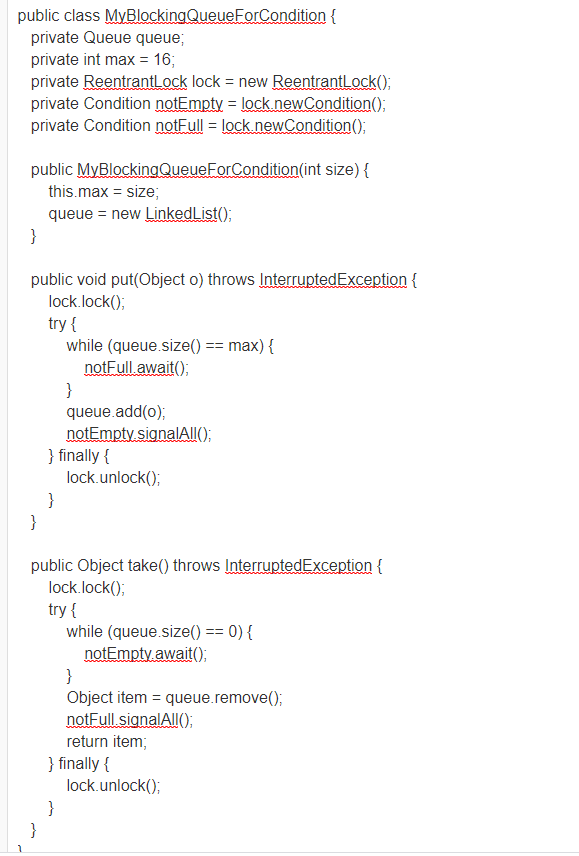 public class MyBlockingQueueForCondition {
private Queue queue;
private int max = 16;
private ReentrantLock lock = new ReentrantLock();
private Condition notEmpty = lock.newCondition();
private Condition notFull = lock.newCondition();
public MyBlockingQueueForCondition(int size) {
this.max = size;
queue = new LinkedList();
}
public void put(Object o) throws InterruptedException {
lock.lock();
try {
while (queue.size() == max) {
notFull.await();
}
queue.add(o);
notEmpty.signalAll();
} finally {
lock.unlock();
}
}
public Object take() throws InterruptedException {
lock.lock();
try {
while (queue.size() == 0) {
notEmpty.await();
}
Object item = queue.remove();
notFull.signalAll();
return item;
} finally {
lock.unlock();
}
}
}